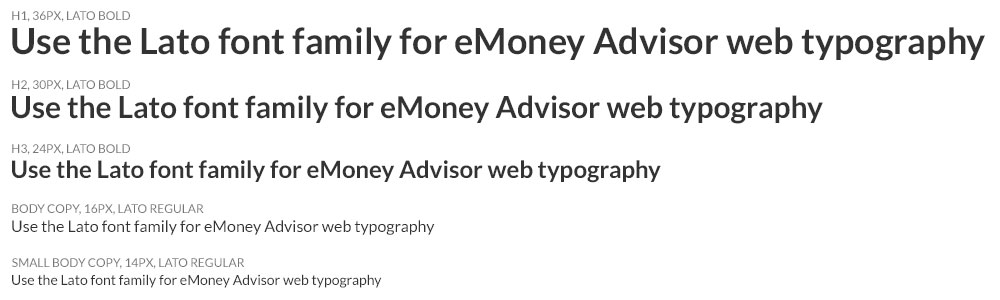 H1, 36PX, LATO BOLD
Use the Lato font family for eMoney Advisor web typography
H2, 30PX, LATO BOLD
Use the Lato font family for eMoney Advisor web typography
H3, 24PX, LATO BOLD
Use the Lato font family for eMoney Advisor web typography
BODY COPY, 16PX, LATO REGULAR
Use the Lato font family for eMoney Advisor web typography
SMALL BODY COPY, 14PX, LATO REGULAR
Use the Lato font family for eMoney Advisor web typography